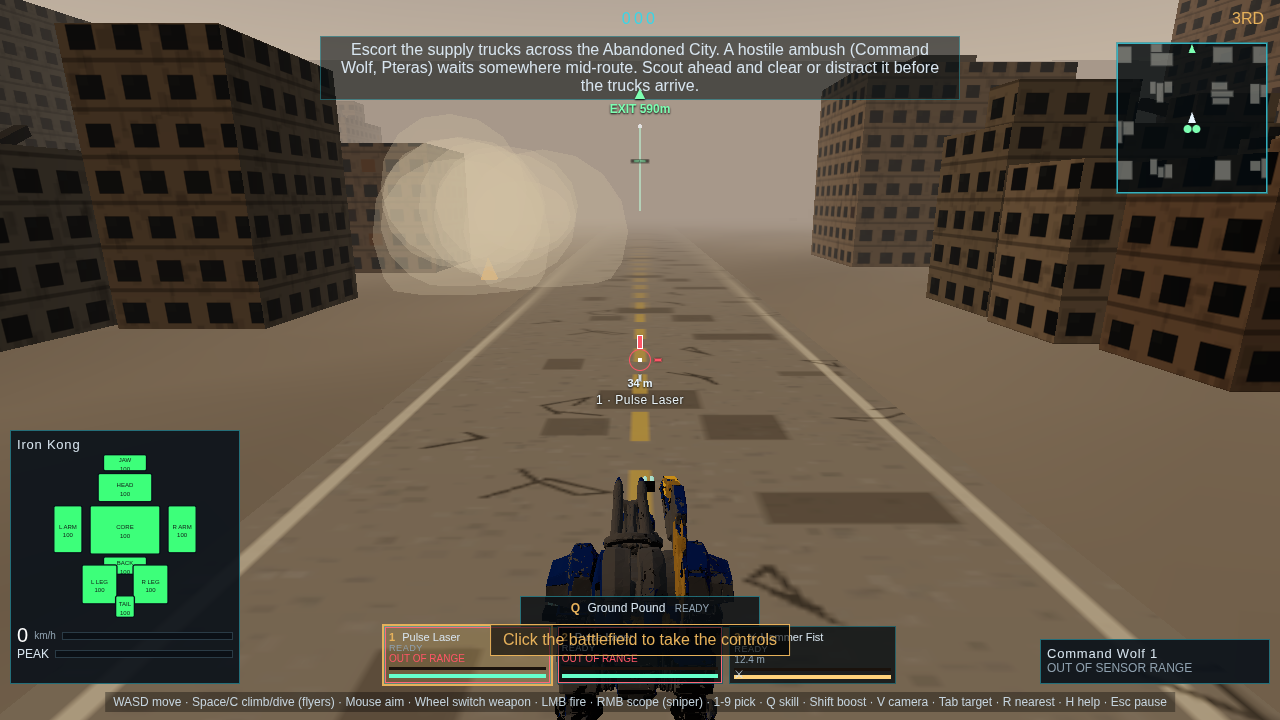 000
3RD
Escort the supply trucks across the Abandoned City. A hostile ambush (Command
Wolf, Pteras) waits somewhere mid-route. Scout ahead and clear or distract it before
the trucks arrive.
EXIT 590m
34 m
1 · Pulse Laser
Iron Kong
JAW
100
HEAD
100
L ARM
100
CORE
100
R ARM
100
BACK
100
L LEG
100
R LEG
100
TAIL
100
0 km/h
PEAK
Q Ground Pound READY
1 Pulse Laser
READY
OUT OF RANGE
2
OUT OF RANGE
mer Fist
READY
12.4 m
Click the battlefield to take the controls
Command Wolf 1
OUT OF SENSOR RANGE
WASD move · Space/C climb/dive (flyers) · Mouse aim · Wheel switch weapon · LMB fire · RMB scope (sniper) · 1-9 pick · Q skill · Shift boost · V camera · Tab target · R nearest · H help · Esc pause